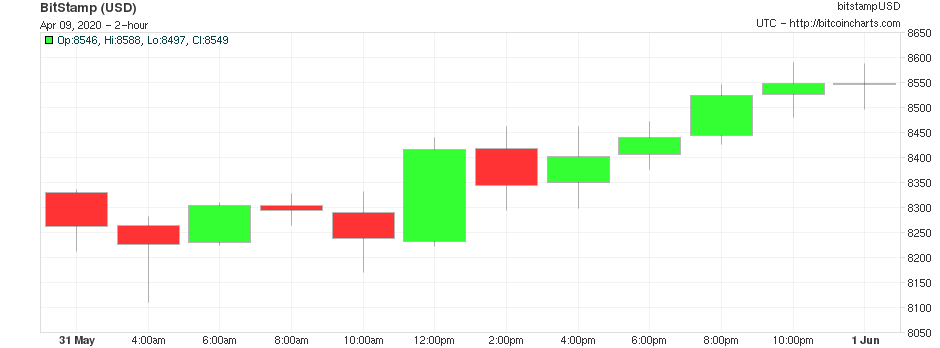 BitStamp (USD)
bitstampUSD
Apr 09, 2020 - 2-hour
UTC - http://bitcoincharts.com
Op:8546, Hi:8588, Lo:8497, Cl:8549
8650
8600
8550
8500
8450
8400
8350
8300
8250
8200
8150
8100
8050
31 May 4:00am 6:00am 8:00am 10:00am 12:00pm 2:00pm 4:00pm 6:00pm 8:00pm 10:00pm 1 Jun